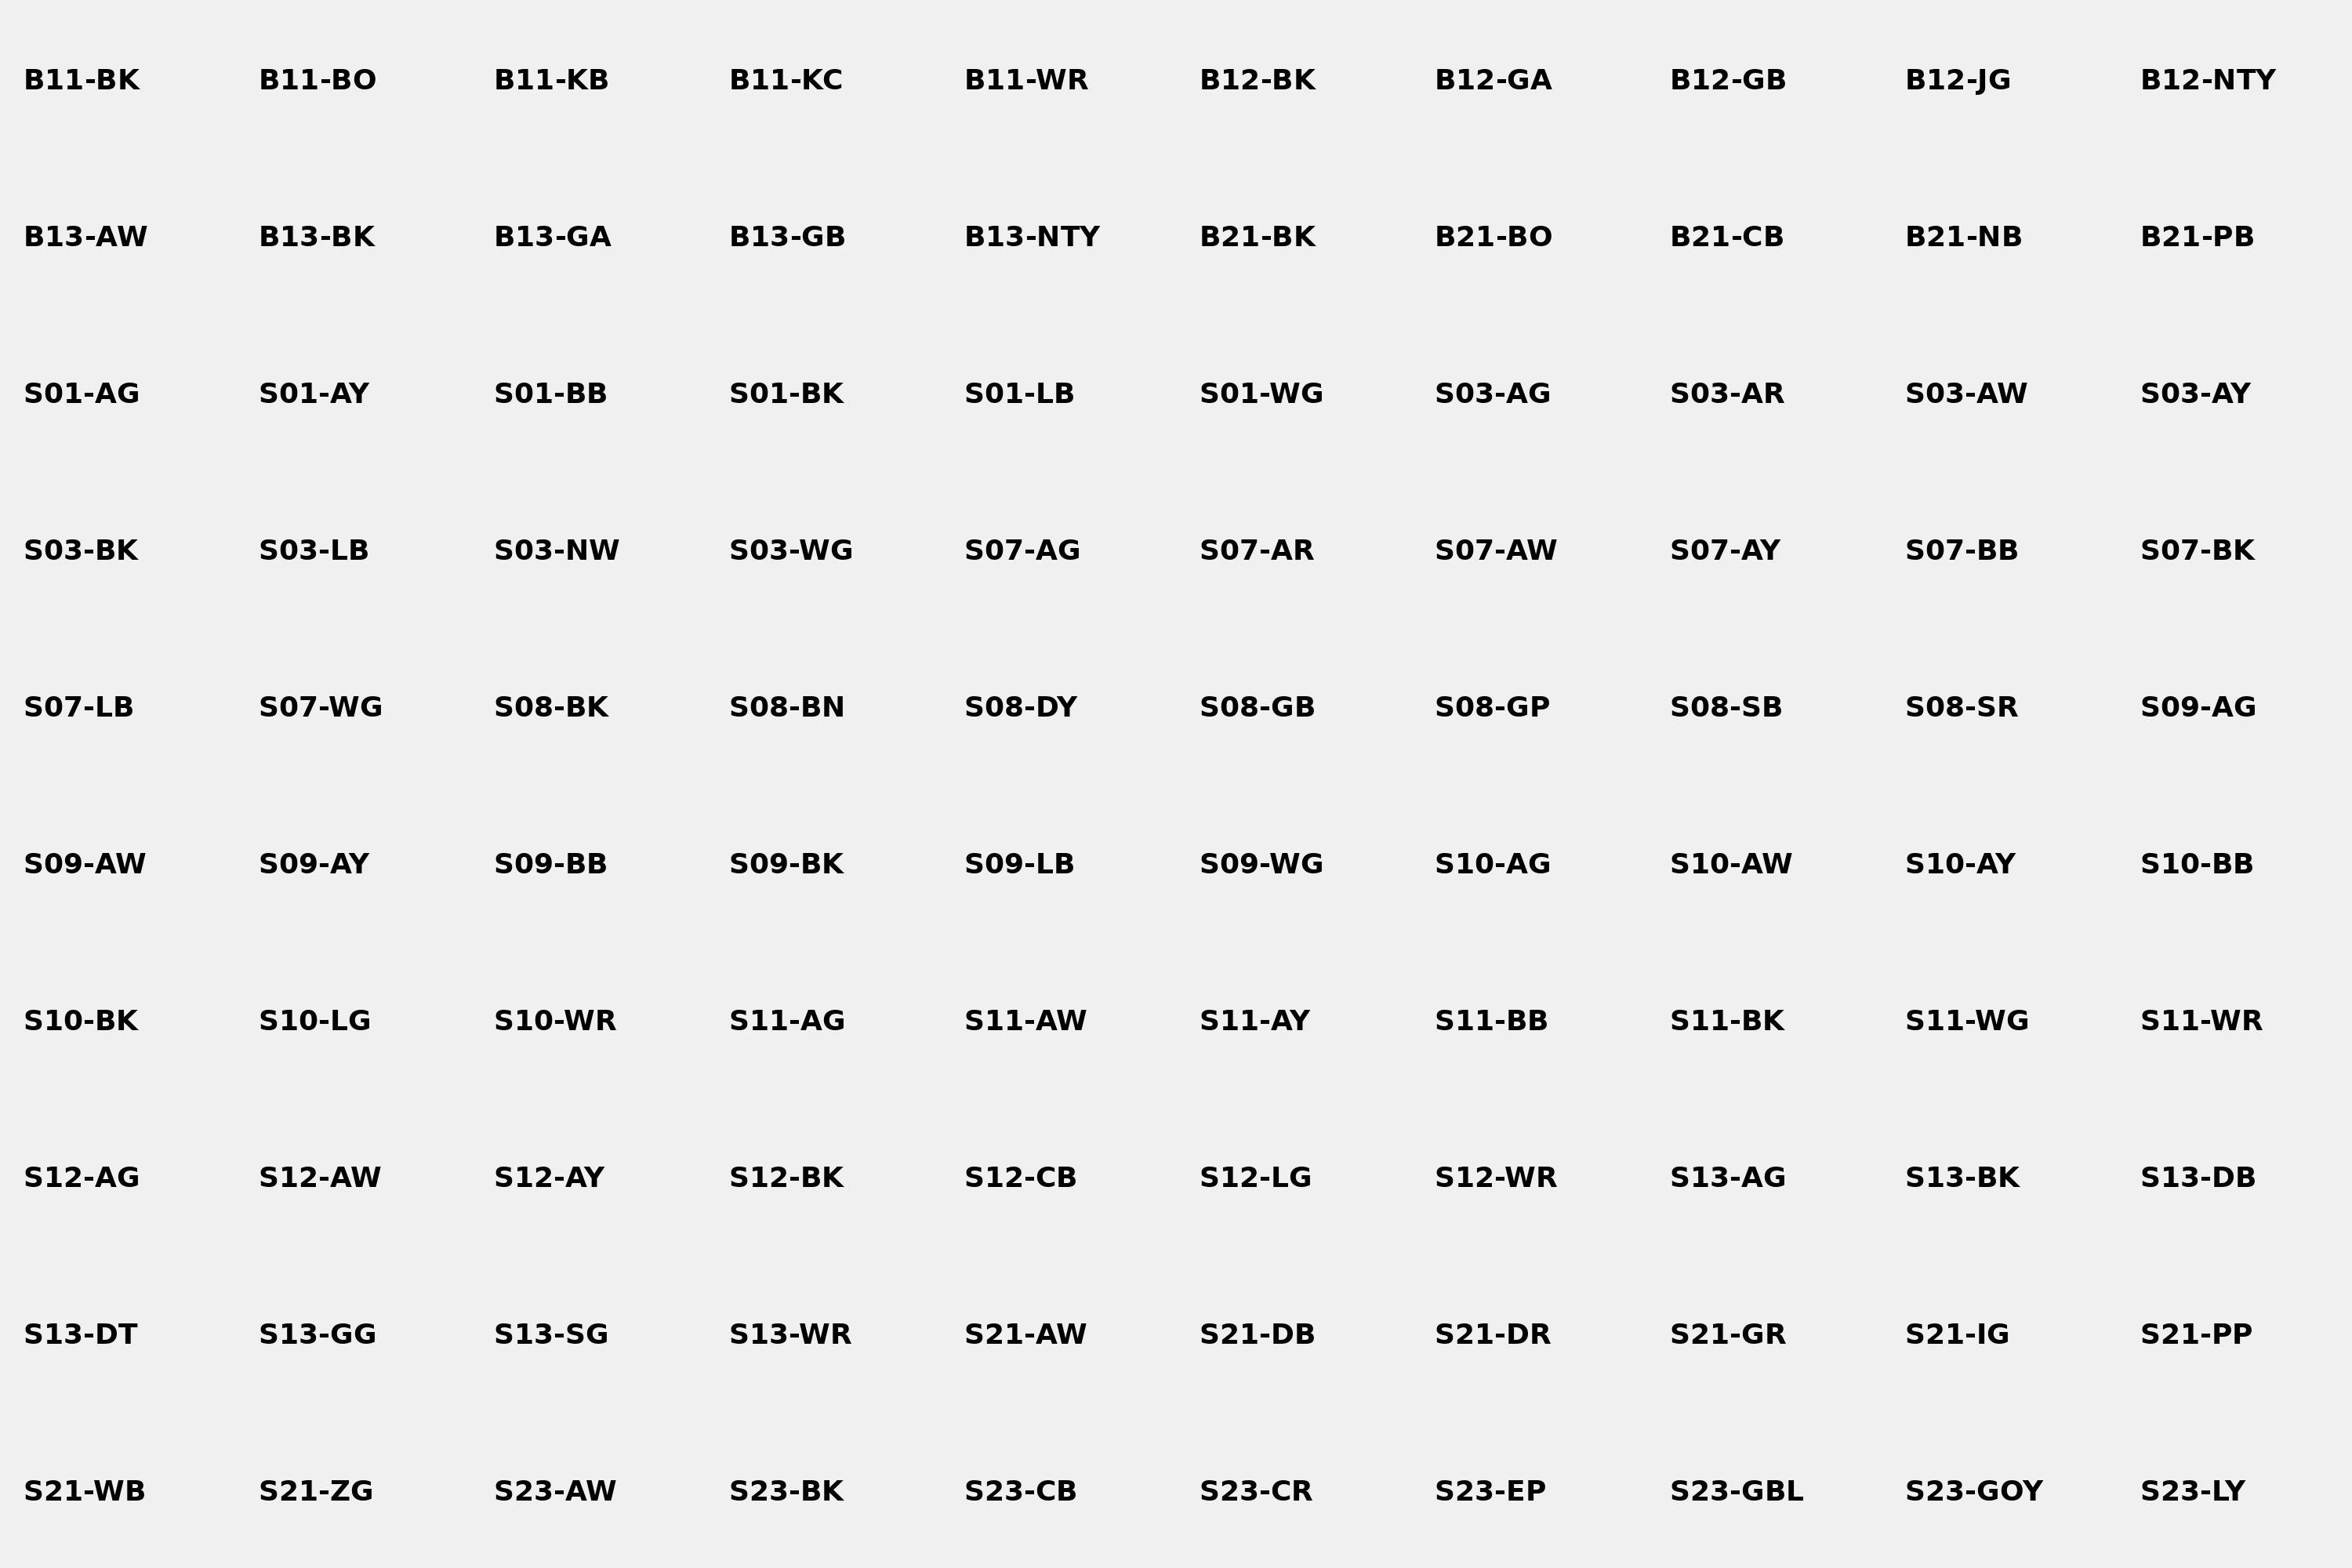 B11-BK B11-BO B11-KB B11-KC B11-WR B12-BK B12-GA B12-GB B12-JG B12-NTY
B13-AW B13-BK B13-GA B13-GB B13-NTY B21-BK B21-BO B21-CB B21-NB B21-PB
S01-AG S01-AY S01-BB S01-BK S01-LB S01-WG S03-AG S03-AR S03-AW S03-AY
S03-BK S03-LB S03-NW S03-WG S07-AG S07-AR S07-AW S07-AY S07-BB S07-BK
S07-LB S07-WG S08-BK S08-BN S08-DY S08-GB S08-GP S08-SB S08-SR S09-AG
S09-AW S09-AY S09-BB S09-BK S09-LB S09-WG S10-AG S10-AW S10-AY S10-BB
S10-BK S10-LG S10-WR S11-AG S11-AW S11-AY S11-BB S11-BK S11-WG S11-WR
S12-AG S12-AW S12-AY S12-BK S12-CB S12-LG S12-WR S13-AG S13-BK S13-DB
S13-DT S13-GG S13-SG S13-WR S21-AW S21-DB S21-DR S21-GR S21-IG S21-PP
S21-WB S21-ZG S23-AW S23-BK S23-CB S23-CR S23-EP S23-GBL S23-GOY S23-LY